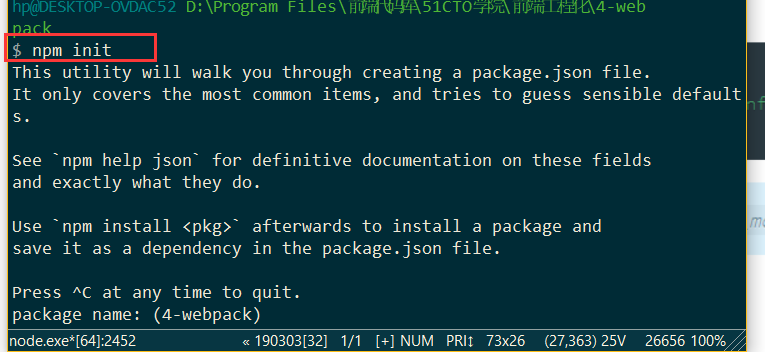 hp@DESKTOP-OVDAC52 D:\Program Files\前端代码库\51CTO学院\前端工程化\4-web
pack
$ npm init
This utility will walk you through creating a package.json file.
It only covers the most common items, and tries to guess sensible default
s.
See `npm help json` for definitive documentation on these fields
and exactly what they do.
Use `npm install <pkg>` afterwards to install a package and
save it as a dependency in the package.json file.
Press ^C at any time to quit.
package name: (4-webpack)
node.exe*[64]:2452 « 190303[32] 1/1 [+] NUM PRI↕ 73x26 (27,363) 25V 26656 100%